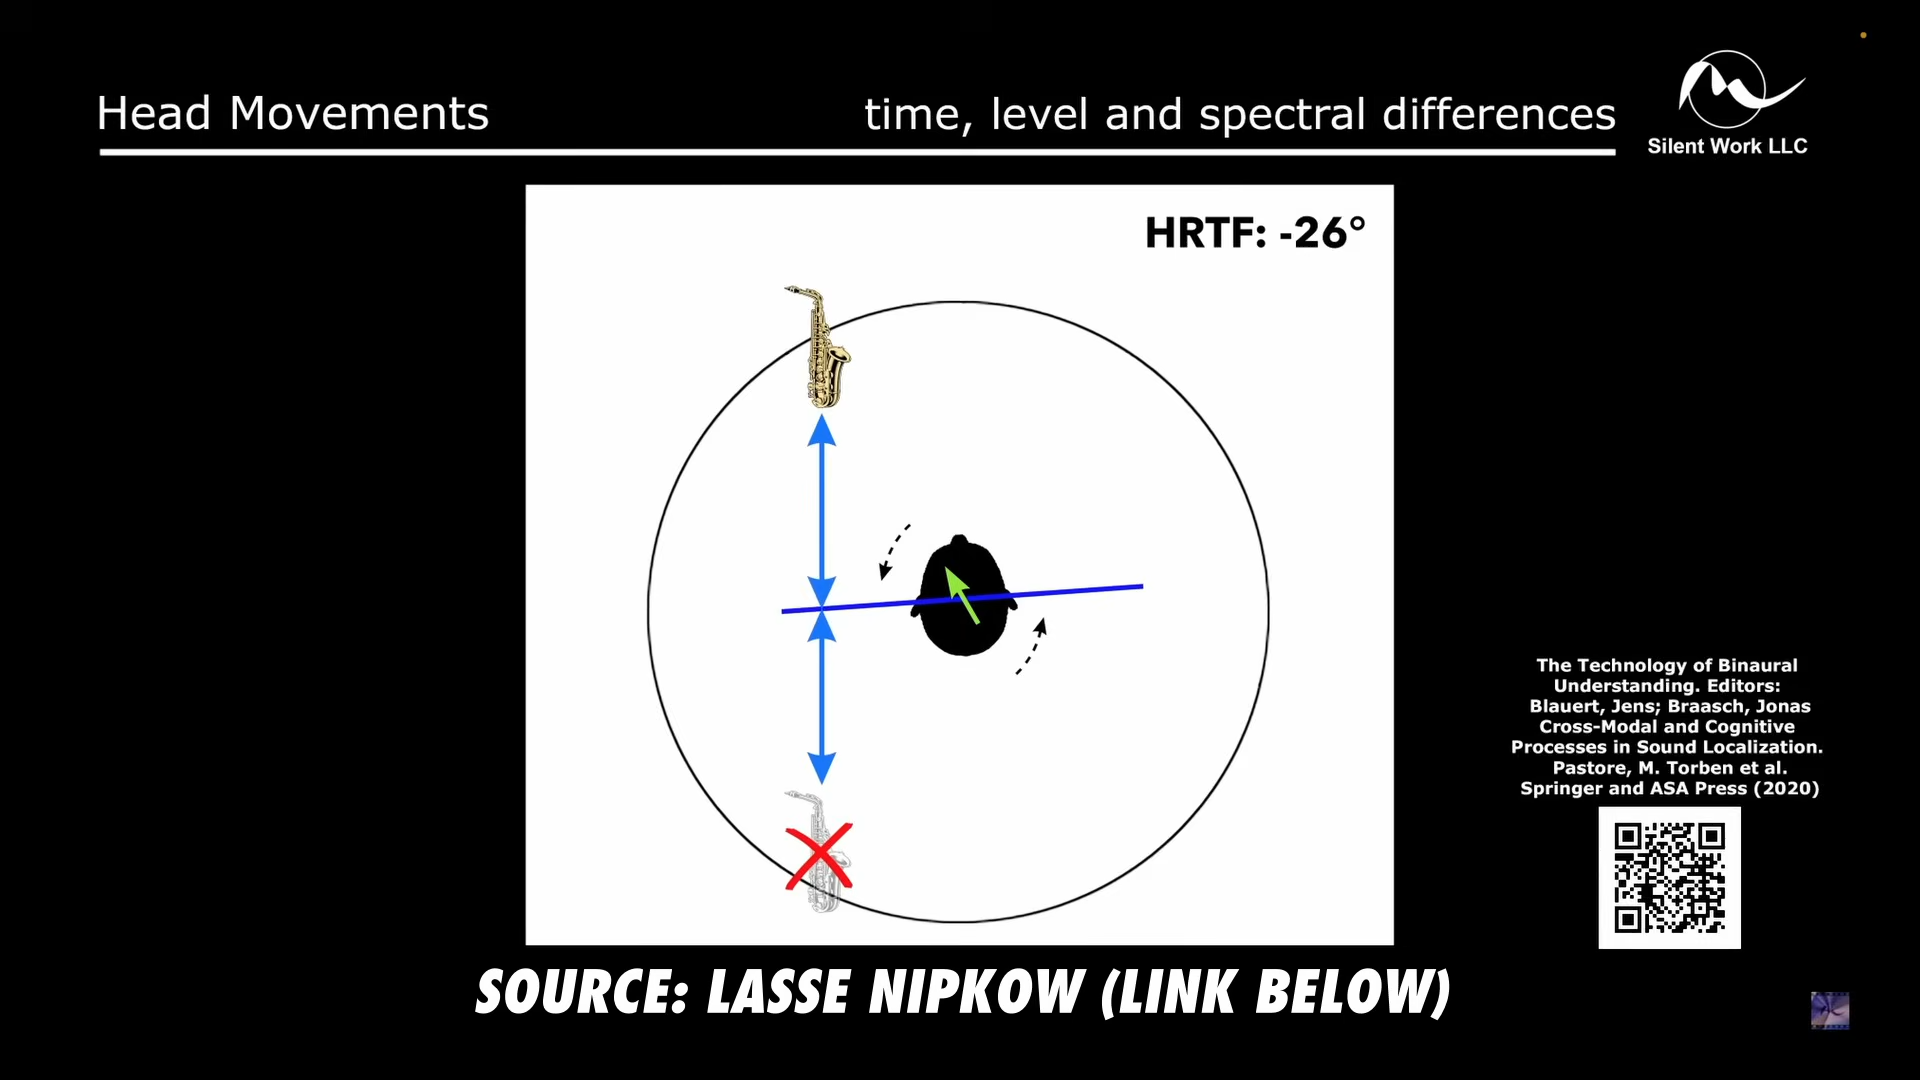 Head Movements
time, level and spectral differences
Silent Work LLC
HRTF: -26°
The Technology of Binaural
Understanding. Editors:
Blauert, Jens; Braasch, Jonas
Cross-Modal and Cognitive
Processes in Sound Localization.
Pastore, M. Torben et al.
Springer and ASA Press (2020)
SOURCE: LASSE NIPKOW (LINK BELOW)